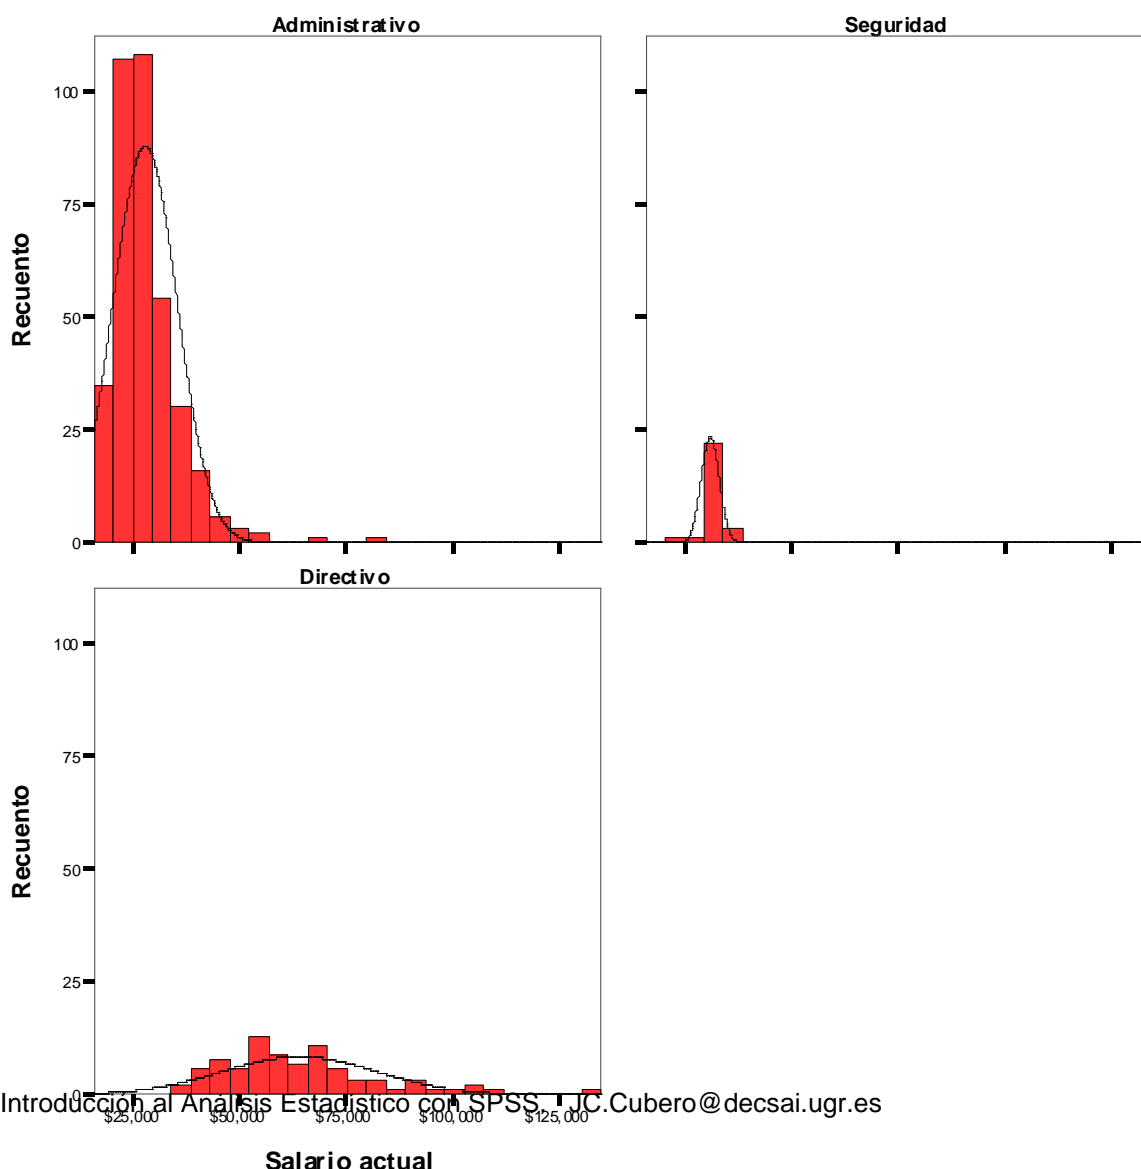 Administrativo
Seguridad
100
75
50
25
0
Recuento
Directivo
100
75
50
25
0
Recuento
Introducción al Análisis Estadístico con SPSS. JC.Cubero@decsai.ugr.es
$25,000 $50,000 $75,000 $100,000 $125,000
Salario actual